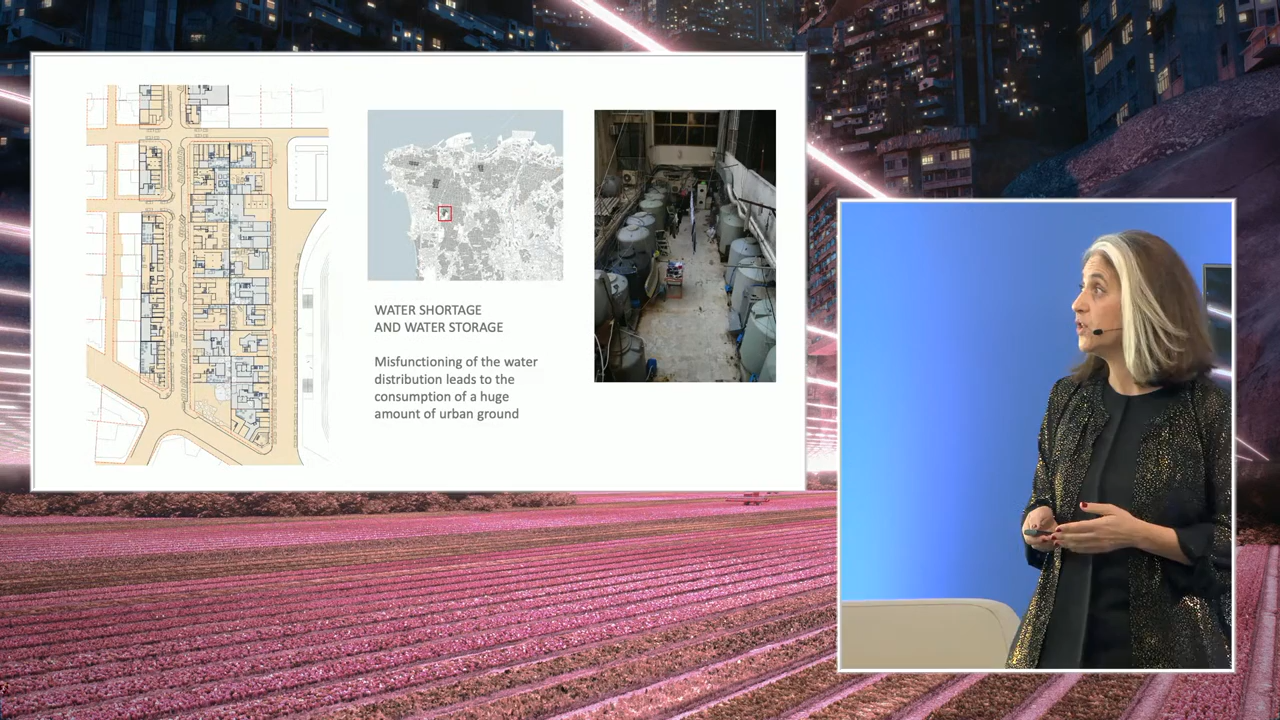 WATER SHORTAGE
AND WATER STORAGE
Misfunctioning of the water
distribution leads to the
consumption of a huge
amount of urban ground